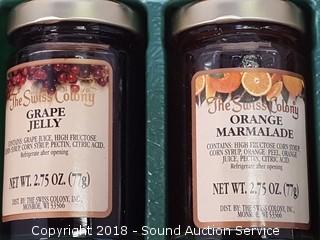 The Swiss Colony
GRAPE
JELLY
CONTAINS: GRAPE JUICE, HIGH FRUCTOSE
CORN SYRUP, CORN SYRUP, PECTIN, CITRIC ACID.
Refrigerate after opening
NET WT. 2.75 OZ. (77g)
DIST. BY: THE SWISS COLONY, INC.
MONROE, WI 53566
The Swiss Colony
ORANGE
MARMALADE
CONTAINS: HIGH FRUCTOSE CORN SYRUP,
CORN SYRUP, ORANGE PEEL, ORANGE
JUICE, PECTIN, CITRIC ACID.
Refrigerate after opening
NET WT. 2.75 OZ. (77g)
DIST. BY: THE SWISS COLONY, INC.
MONROE, WI 53566
Copyright 2018 - Sound Auction Service